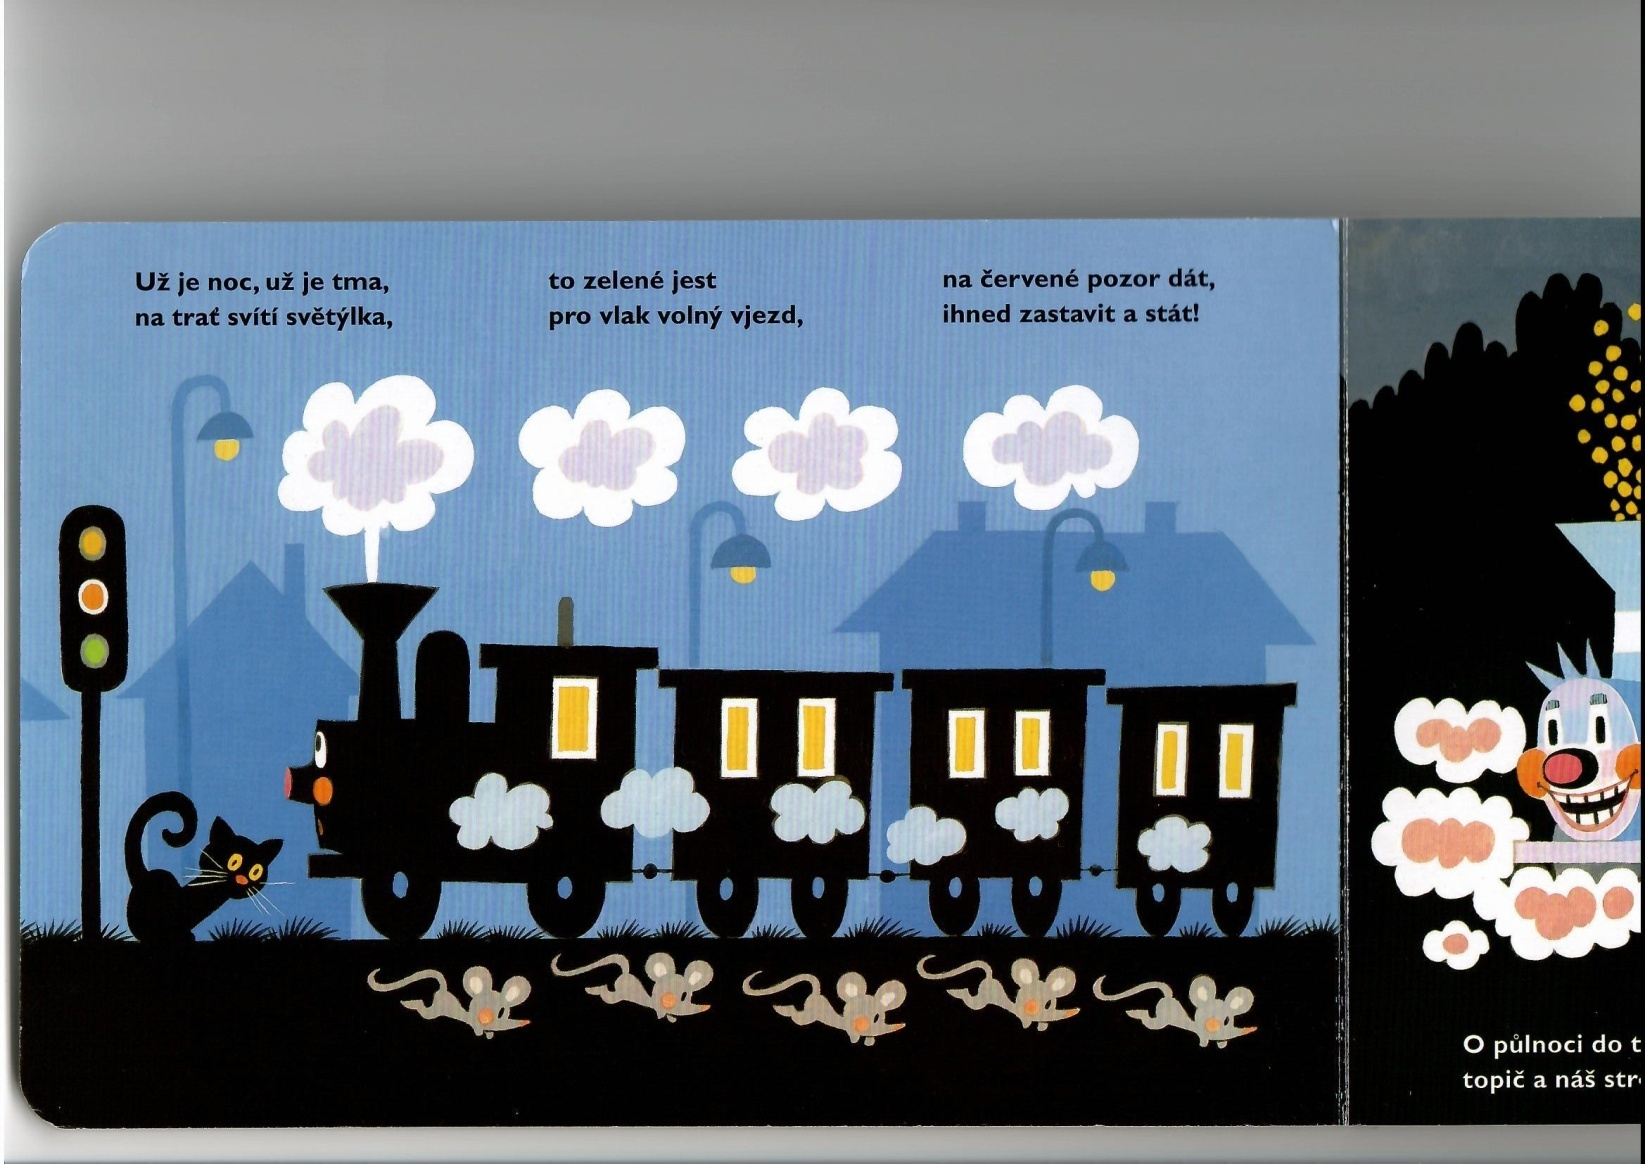 Už je noc, už je tma,
na trať svítí světýlka,
to zelené jest
pro vlak volný vjezd,
na červené pozor dát,
ihned zastavit a stát!
O půlnoci do
topič a náš